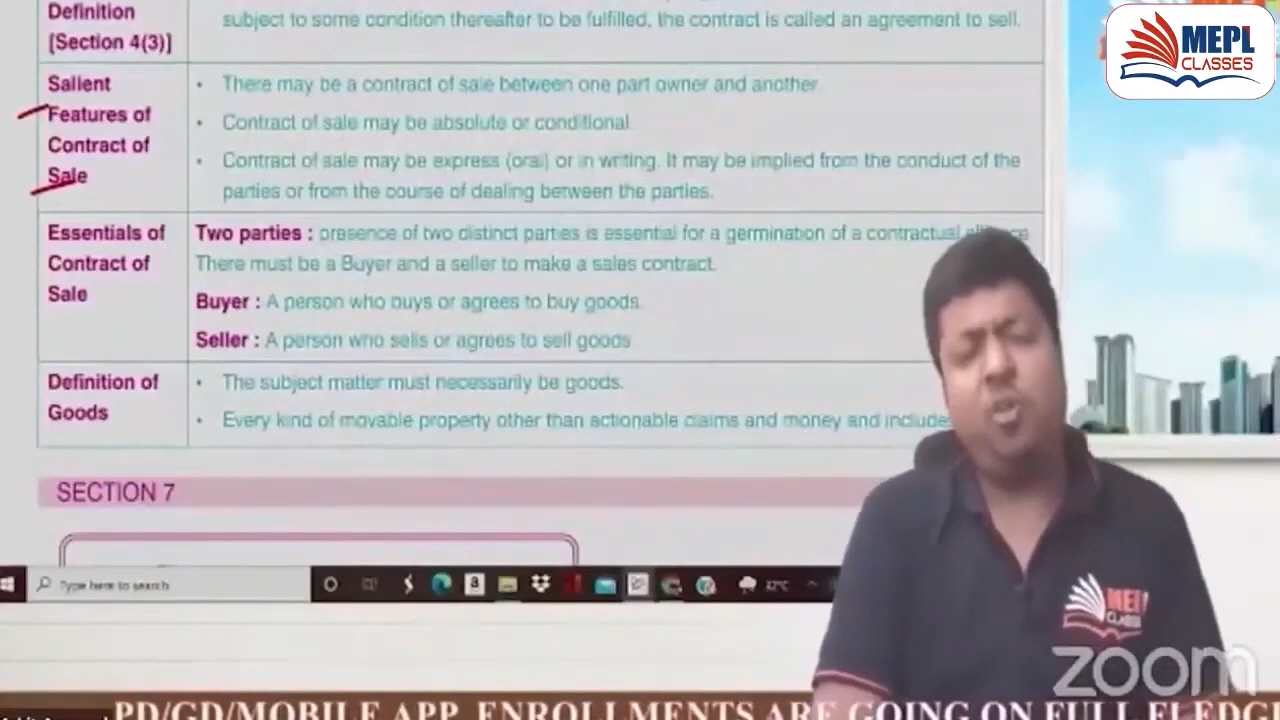 Definition
[Section 4(3)]
subject to some condition thereafter to be fulfilled, the contract is called an agreement to sell.
Salient
Features of
Contract of
Sale
• There may be a contract of sale between one part owner and another.
• Contract of sale may be absolute or conditional.
• Contract of sale may be express (oral) or in writing. It may be implied from the conduct of the
parties or from the course of dealing between the parties.
Essentials of
Contract of
Sale
Two parties : presence of two distinct parties is essential for a germination of a contractual
There must be a Buyer and a seller to make a sales contract.
Buyer : A person who buys or agrees to buy goods.
Seller : A person who sells or agrees to sell goods
Definition of
Goods
• The subject matter must necessarily be goods.
• Every kind of movable property other than actionable claims and money and include
SECTION 7
Type here to search
MEPL
CLASSES
zoom
PD/GD/MOBILE APP. ENROLLMENTS ARE GOING ON FULL FLEDG